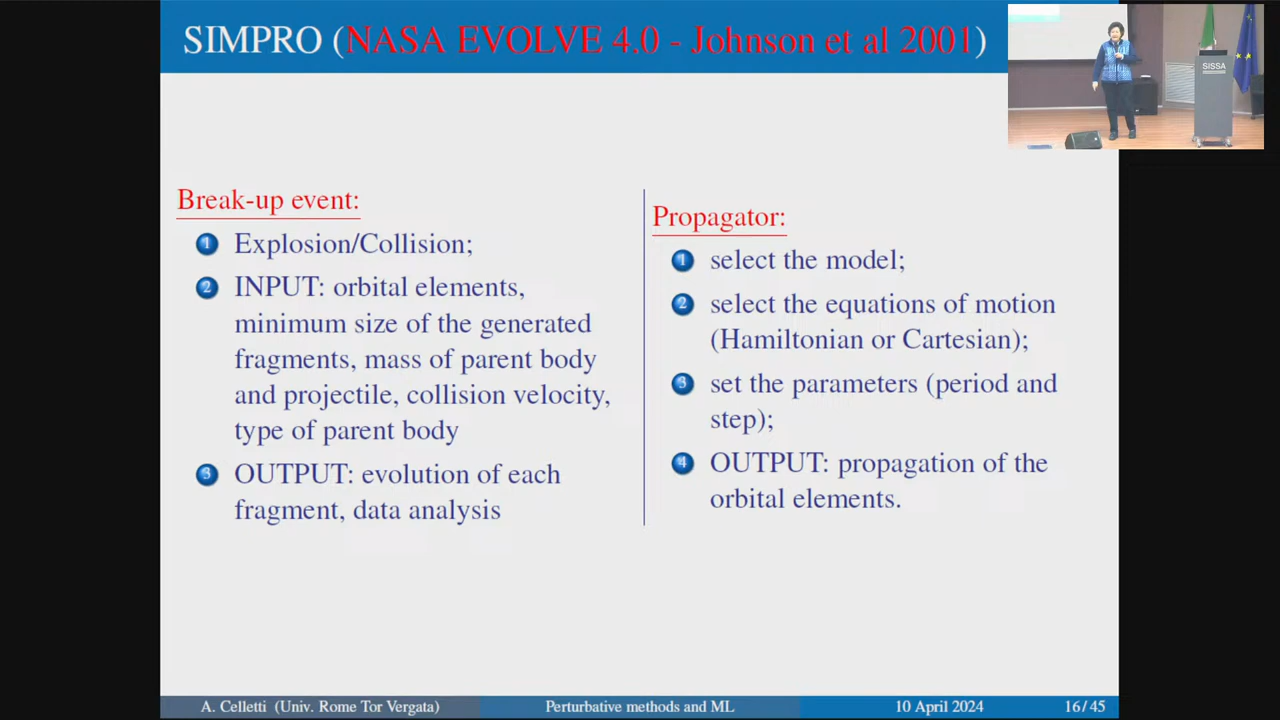 SIMPRO (NASA EVOLVE 4.0 - Johnson et al 2001)
SISSA
Break-up event:
1 Explosion/Collision;
2 INPUT: orbital elements,
minimum size of the generated
fragments, mass of parent body
and projectile, collision velocity,
type of parent body
3 OUTPUT: evolution of each
fragment, data analysis
Propagator:
1 select the model;
2 select the equations of motion
(Hamiltonian or Cartesian);
3 set the parameters (period and
step);
4 OUTPUT: propagation of the
orbital elements.
A. Celletti (Univ. Rome Tor Vergata) Perturbative methods and ML 10 April 2024 16/45